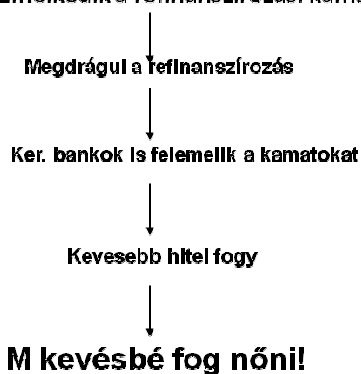 Megdrágul a refinanszírozás
Ker. bankok is felemelik a kamatokat
Kevesebb hitel fogy
M kevésbé fog nőni!